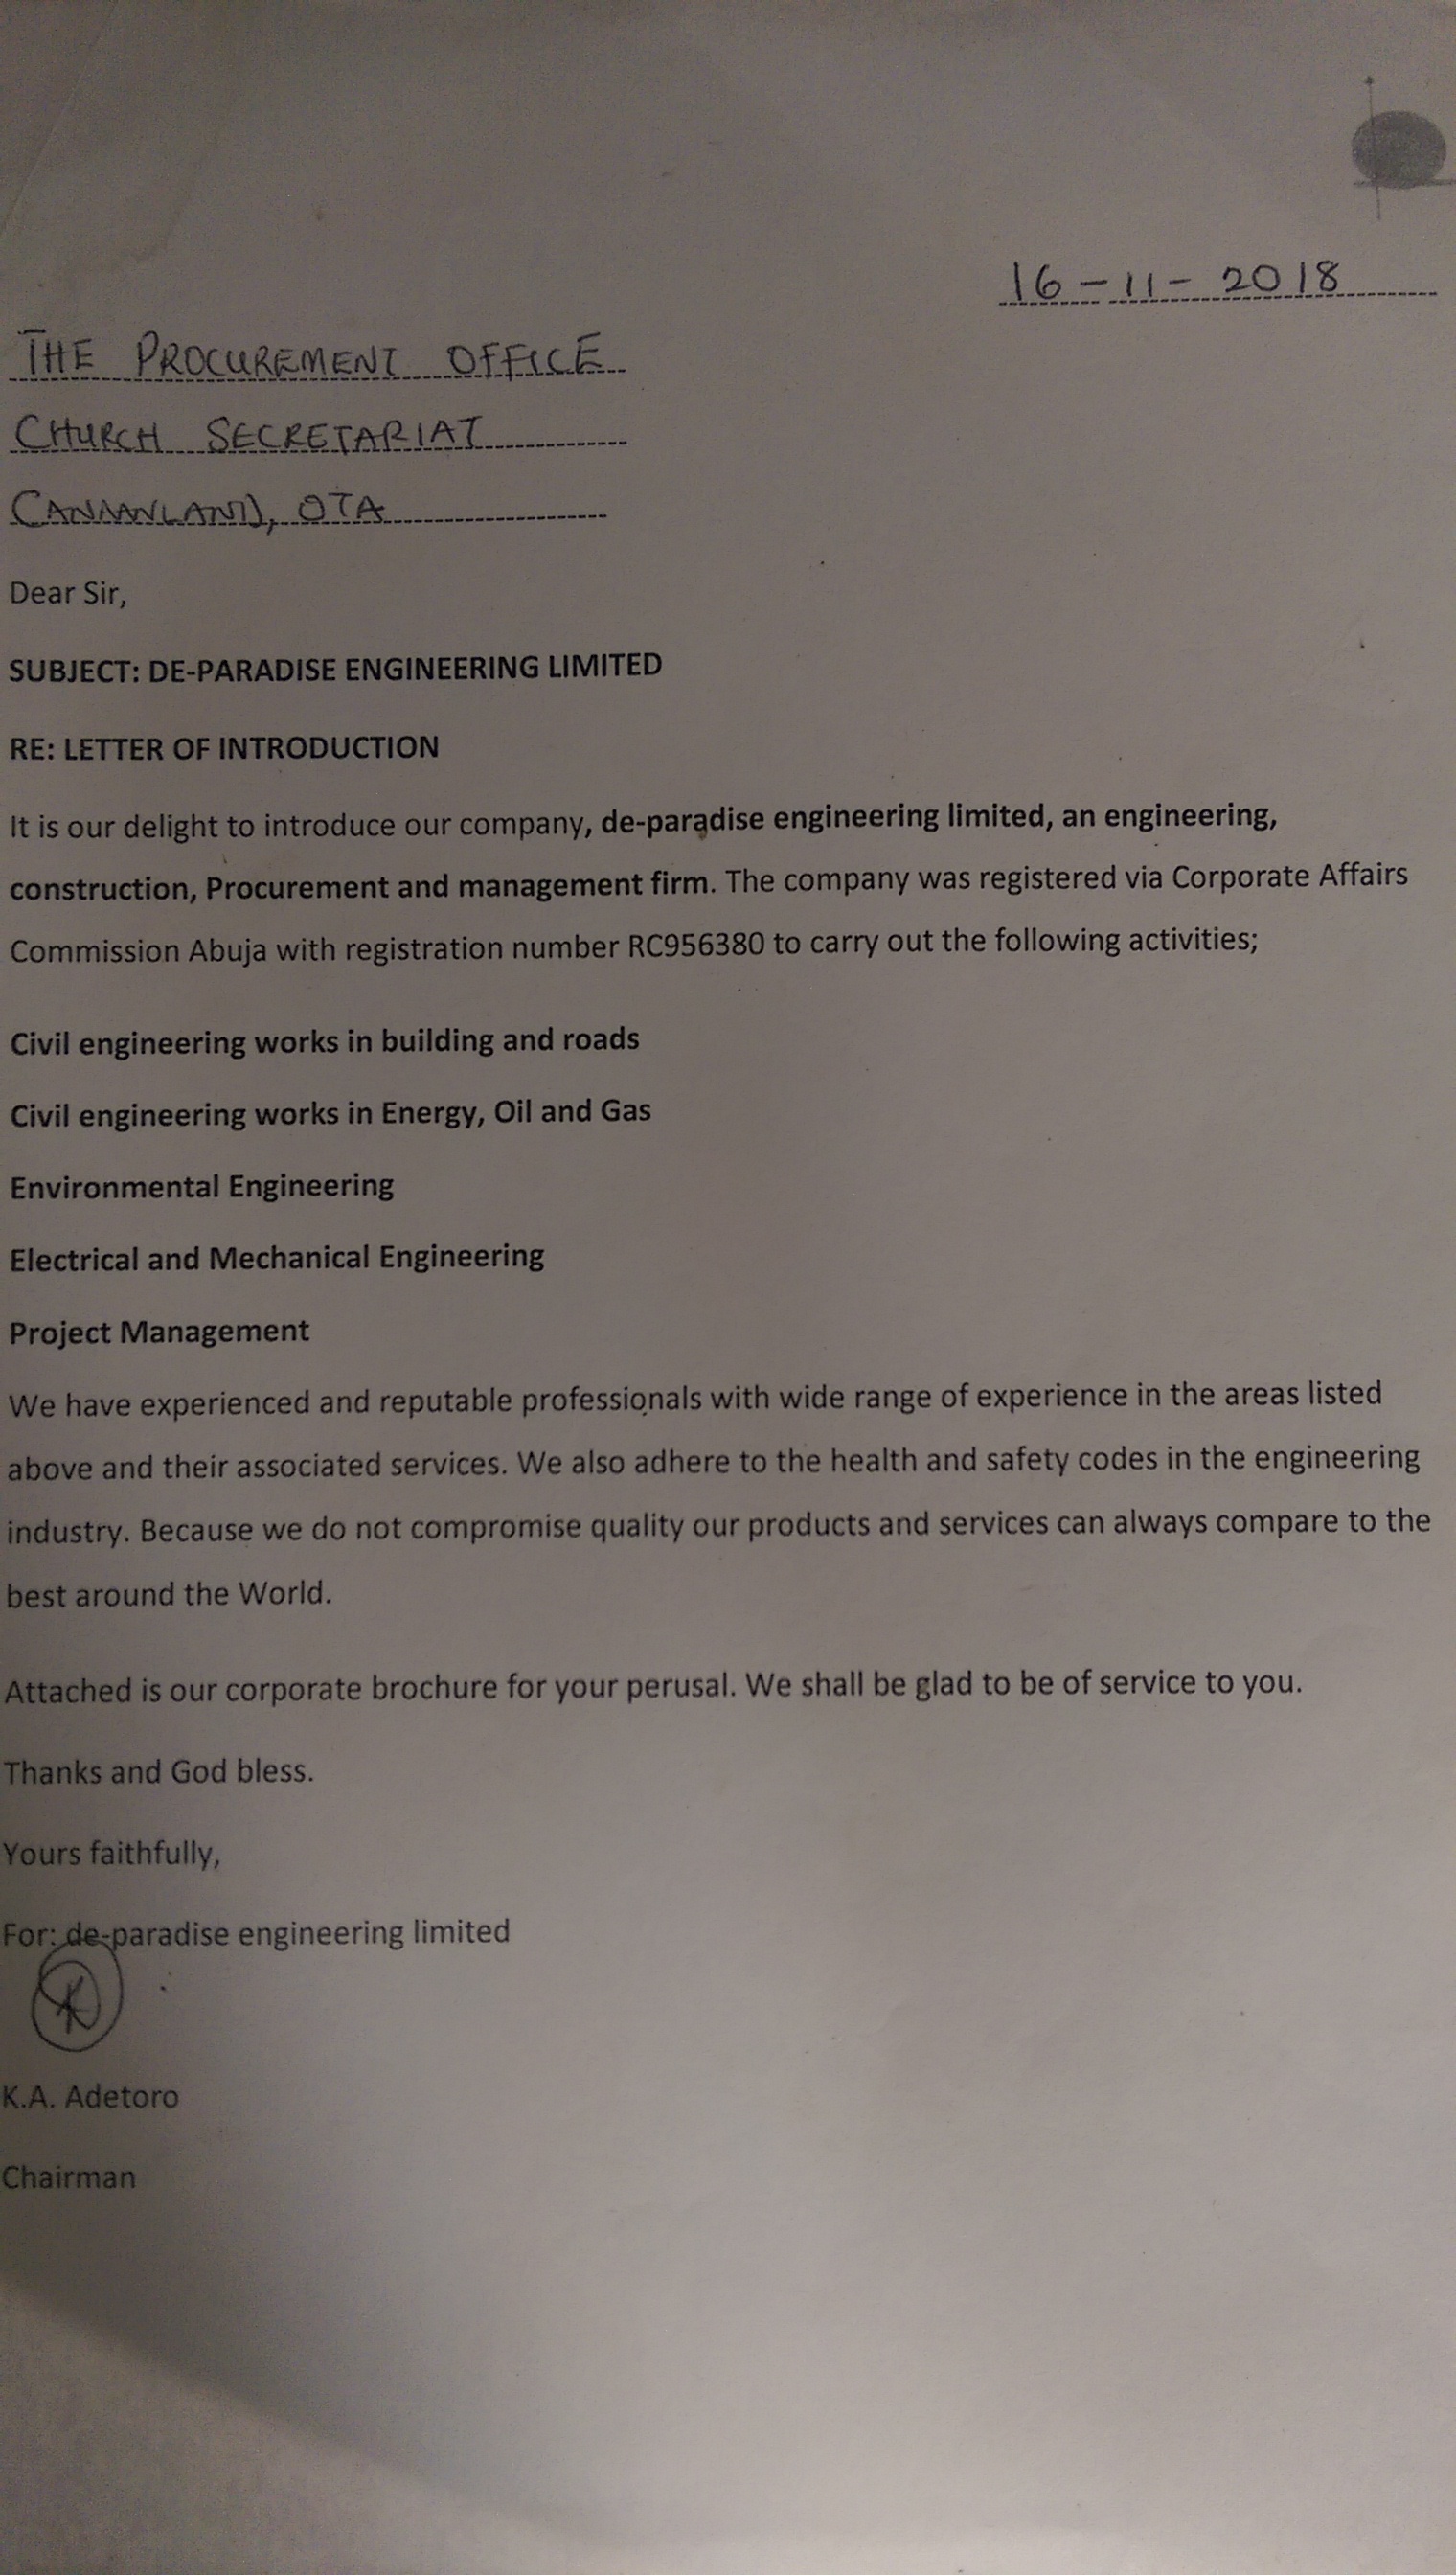 16-11-2018
THE PROCUREMENT OFFICE
CHURCH SECRETARIAT
CANAANLAND, OTA
Dear Sir,
SUBJECT: DE-PARADISE ENGINEERING LIMITED
RE: LETTER OF INTRODUCTION
It is our delight to introduce our company, de-paradise engineering limited, an engineering,
construction, Procurement and management firm. The company was registered via Corporate Affairs
Commission Abuja with registration number RC956380 to carry out the following activities;
Civil engineering works in building and roads
Civil engineering works in Energy, Oil and Gas
Environmental Engineering
Electrical and Mechanical Engineering
Project Management
We have experienced and reputable professionals with wide range of experience in the areas listed
above and their associated services. We also adhere to the health and safety codes in the engineering
industry. Because we do not compromise quality our products and services can always compare to the
best around the World.
Attached is our corporate brochure for your perusal. We shall be glad to be of service to you.
Thanks and God bless.
Yours faithfully,
For: de-paradise engineering limited
K.A. Adetoro
Chairman